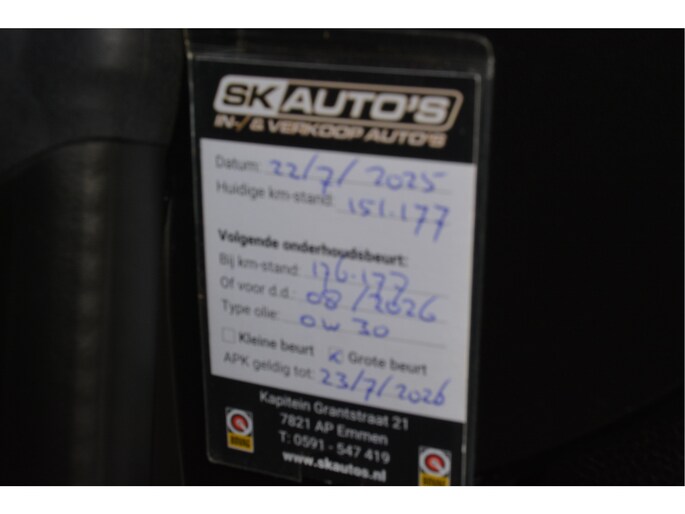 SK AUTO'S
IN-/ & VERKOOP AUTO'S
Datum: 22/7/2025
Huidige km-stand: 151.177
Volgende onderhoudsbeurt:
Bij km-stand: 176.177
Of voor d.d.: 08/2026
Type olie: 0W30
Kleine beurt Grote beurt
APK geldig tot: 23/7/2026
Kapitein Grantstraat 21
7821 AP Emmen
T: 0591 - 547 419
www.skautos.nl